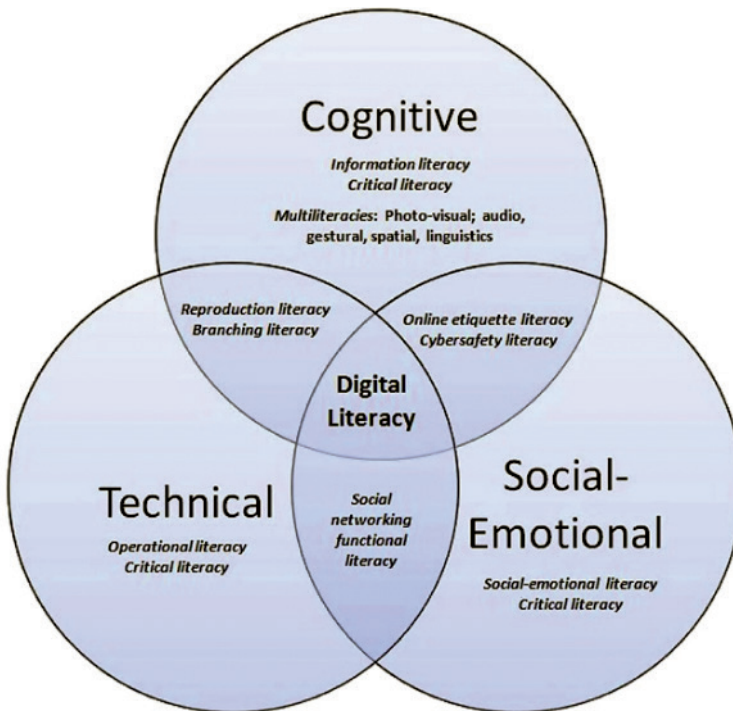 Cognitive
Information literacy
Critical literacy
Multiliteracies: Photo-visual; audio,
gestural, spatial, linguistics
Reproduction literacy
Branching literacy
Online etiquette literacy
Cybersafety literacy
Digital
Literacy
Technical
Operational literacy
Critical literacy
Social
networking
functional
literacy
Social-
Emotional
Social-emotional literacy
Critical literacy